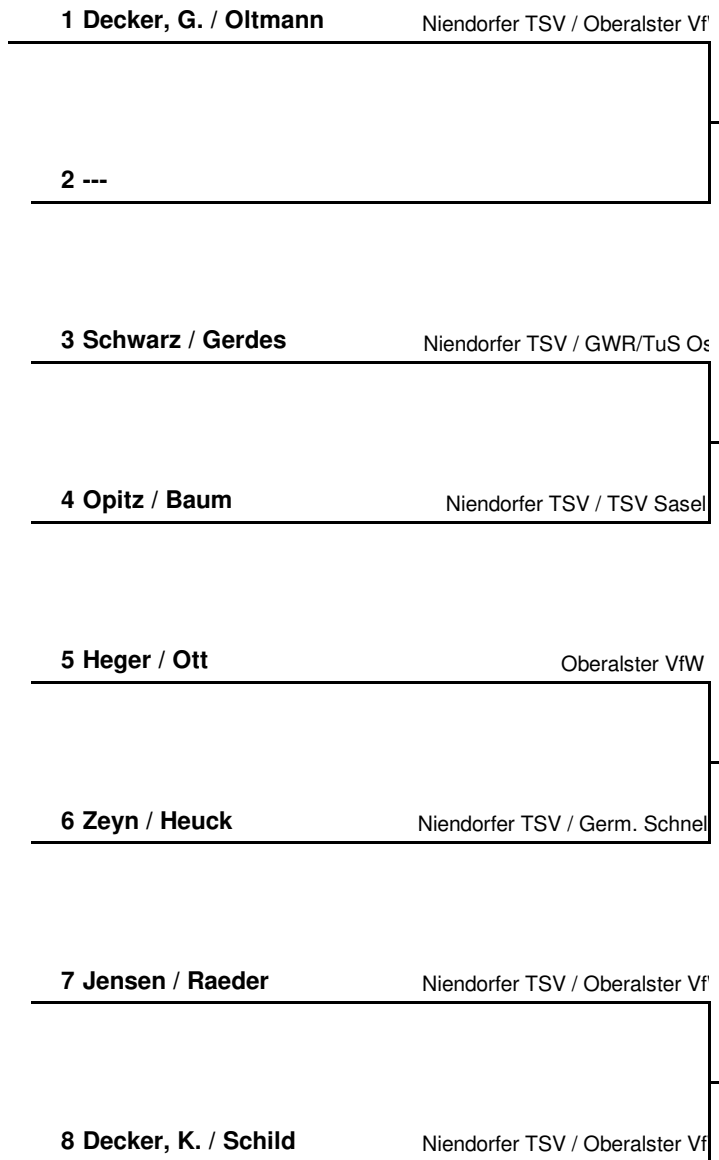 1 Decker, G. / Oltmann Niendorfer TSV / Oberalster
2 ---
3 Schwarz / Gerdes Niendorfer TSV / GWR/TuS
4 Opitz / Baum Niendorfer TSV / TSV Sasel
5 Heger / Ott Oberalster VfW
6 Zeyn / Heuck Niendorfer TSV / Germ. Schnel
7 Jensen / Raeder Niendorfer TSV / Oberalster
8 Decker, K. / Schild Niendorfer TSV / Oberalster Vf